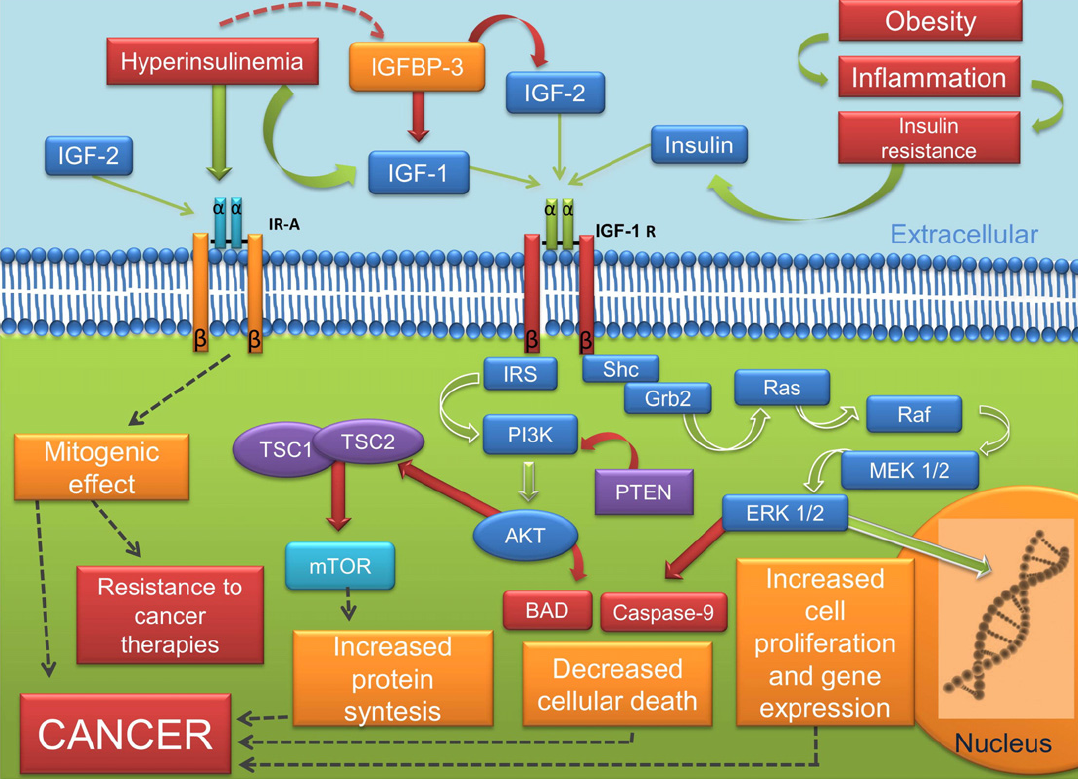 Hyperinsulinemia
IGFBP-3
IGF-2
Obesity
Inflammation
Insulin
resistance
IGF-2
IGF-1
Insulin
α α
IR-A
α α
IGF-1 R
Extracellular
β β
β β
IRS
Shc
Grb2
Ras
Raf
MEK 1/2
ERK 1/2
PI3K
PTEN
AKT
TSC1
TSC2
mTOR
Mitogenic
effect
Resistance to
cancer
therapies
BAD
Caspase-9
Increased
protein
syntesis
Decreased
cellular death
Increased
cell
proliferation
and gene
expression
CANCER
Nucleus